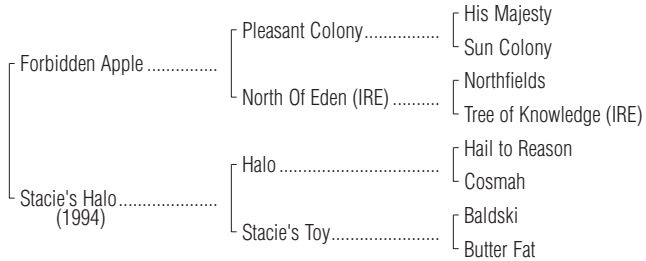 His Majesty
Pleasant Colony................
Sun Colony
Forbidden Apple ...............
Northfields
North Of Eden (IRE) ..........
Tree of Knowledge (IRE)
Hail to Reason
Halo ..................................
Cosmah
Stacie's Halo.....................
(1994)
Baldski
Stacie's Toy.......................
Butter Fat